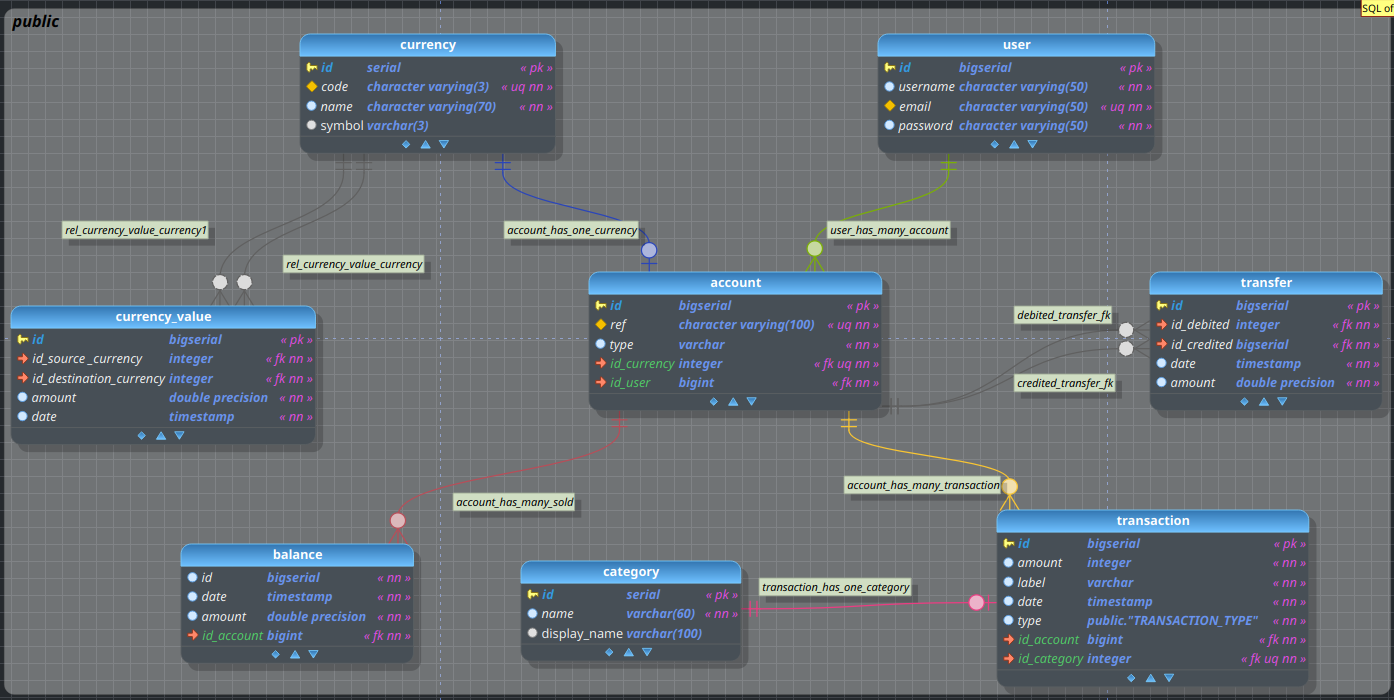 public
SQL of
currency
id serial « pk »
code character varying(3) « uq nn »
name character varying(70) « nn »
symbol varchar(3)
user
id bigserial « pk »
username character varying(50) « nn »
email character varying(50) « uq nn »
password character varying(50) « nn »
rel_currency_value_currency1
rel_currency_value_currency
account_has_one_currency
user_has_many_account
currency_value
id bigserial « pk »
id_source_currency integer « fk nn »
id_destination_currency integer « fk nn »
amount double precision « nn »
date timestamp « nn »
account
id bigserial « pk »
ref character varying(100) « uq nn »
type varchar « nn »
id_currency integer « fk uq nn »
id_user bigint « fk nn »
debited_transfer_fk
credited_transfer_fk
transfer
id bigserial « pk »
id_debited integer « fk nn »
id_credited bigserial « fk nn »
date timestamp « nn »
amount double precision « nn »
account_has_many_sold
account_has_many_transaction
balance
id bigserial « nn »
date timestamp « nn »
amount double precision « nn »
id_account bigint « fk nn »
category
id serial « pk »
name varchar(60) « nn »
display_name varchar(100)
transaction_has_one_category
transaction
id bigserial « pk »
amount integer « nn »
label varchar « nn »
date timestamp « nn »
type public."TRANSACTION_TYPE" « nn »
id_account bigint « fk nn »
id_category integer « fk uq nn »